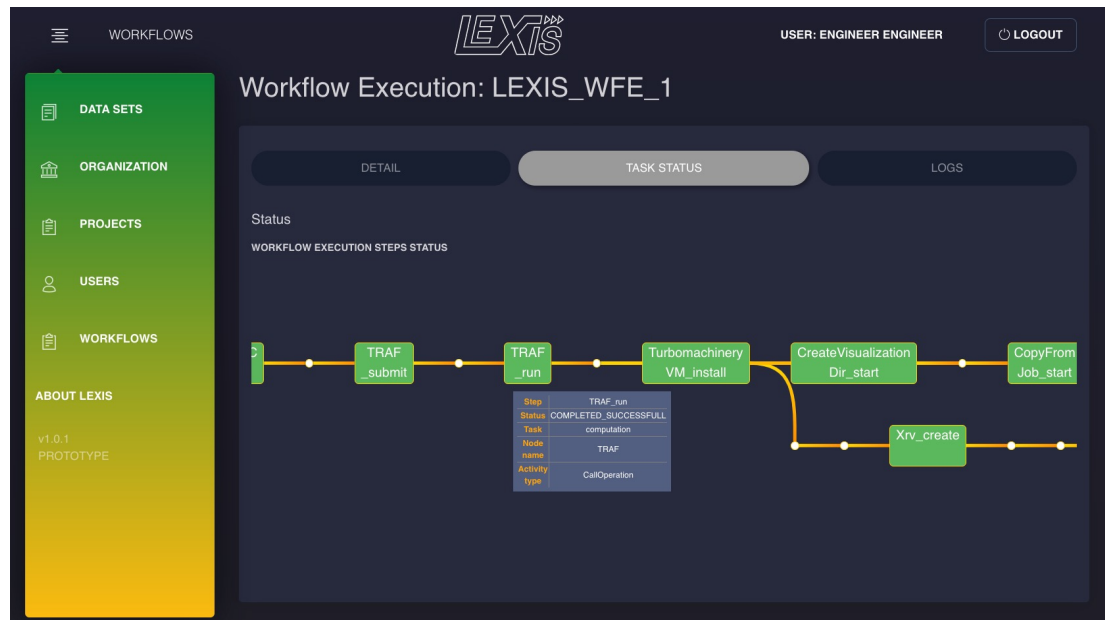 WORKFLOWS
LEXIS
USER: ENGINEER ENGINEER
LOGOUT
DATA SETS
ORGANIZATION
PROJECTS
USERS
WORKFLOWS
ABOUT LEXIS
v1.0.1
PROTOTYPE
Workflow Execution: LEXIS_WFE_1
DETAIL
TASK STATUS
LOGS
Status
WORKFLOW EXECUTION STEPS STATUS
C
TRAF
_submit
TRAF
_run
Turbomachinery
VM_install
CreateVisualization
Dir_start
CopyFrom
Job_start
Xrv_create
Step TRAF_run
Status COMPLETED_SUCCESSFULL
Task computation
Node
name TRAF
Activity
type CallOperation